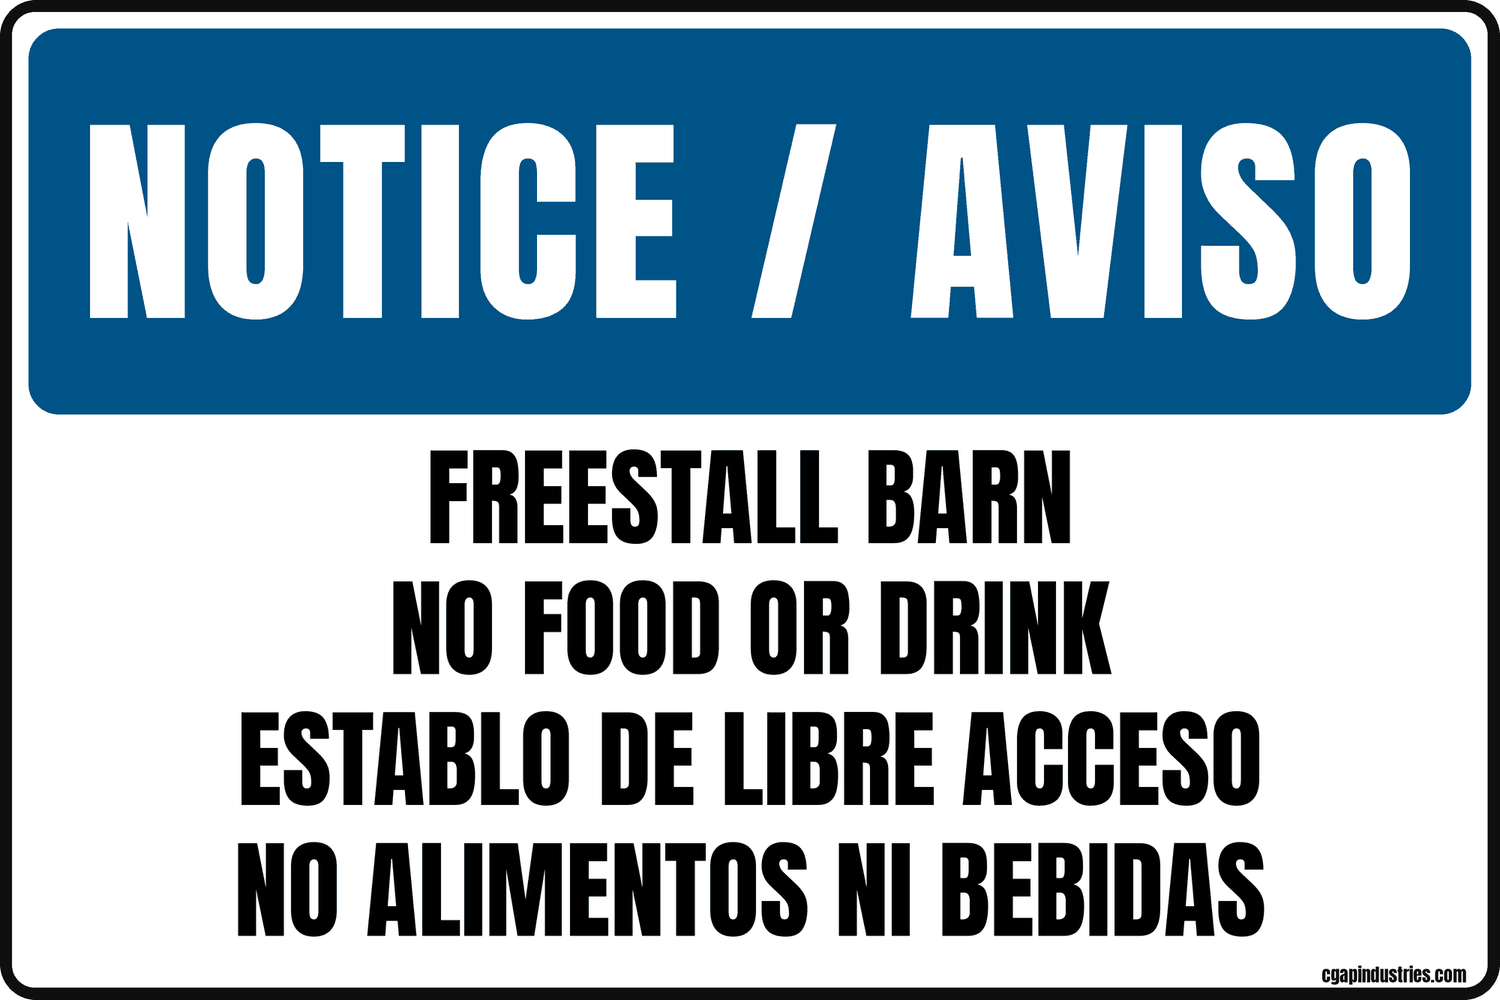 NOTICE / AVISO
FREESTALL BARN
NO FOOD OR DRINK
ESTABLO DE LIBRE ACCESO
NO ALIMENTOS NI BEBIDAS
cgapindustries.com